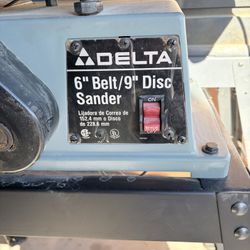 DELTA
6" Belt/9" Disc
Sander
Lijadora de Correa de
152.4 mm o Disco
de 228.6 mm
ON